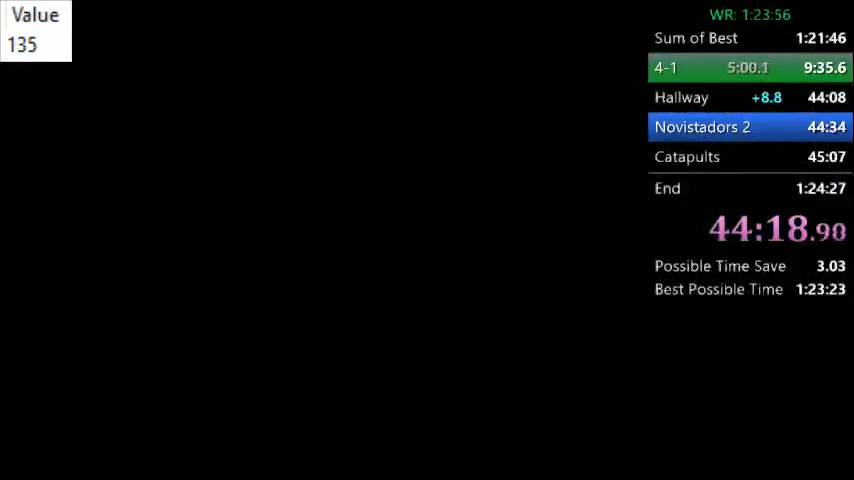 Value
135
WR: 1:23:56
Sum of Best 1:21:46
4-1 5:00.1 9:35.6
Hallway +8.8 44:08
Novistadors 2 44:34
Catapults 45:07
End 1:24:27
44:18.90
Possible Time Save 3.03
Best Possible Time 1:23:23